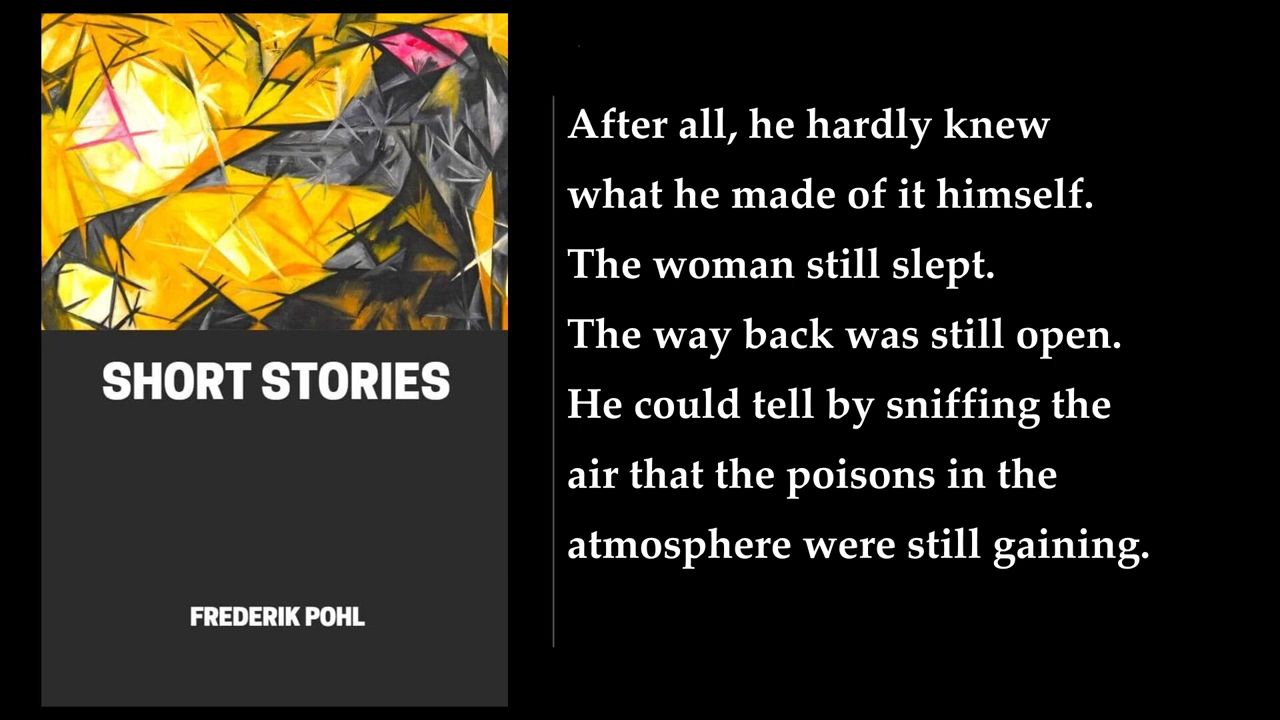 SHORT STORIES
FREDERIK POHL
After all, he hardly knew
what he made of it himself.
The woman still slept.
The way back was still open.
He could tell by sniffing the
air that the poisons in the
atmosphere were still gaining.